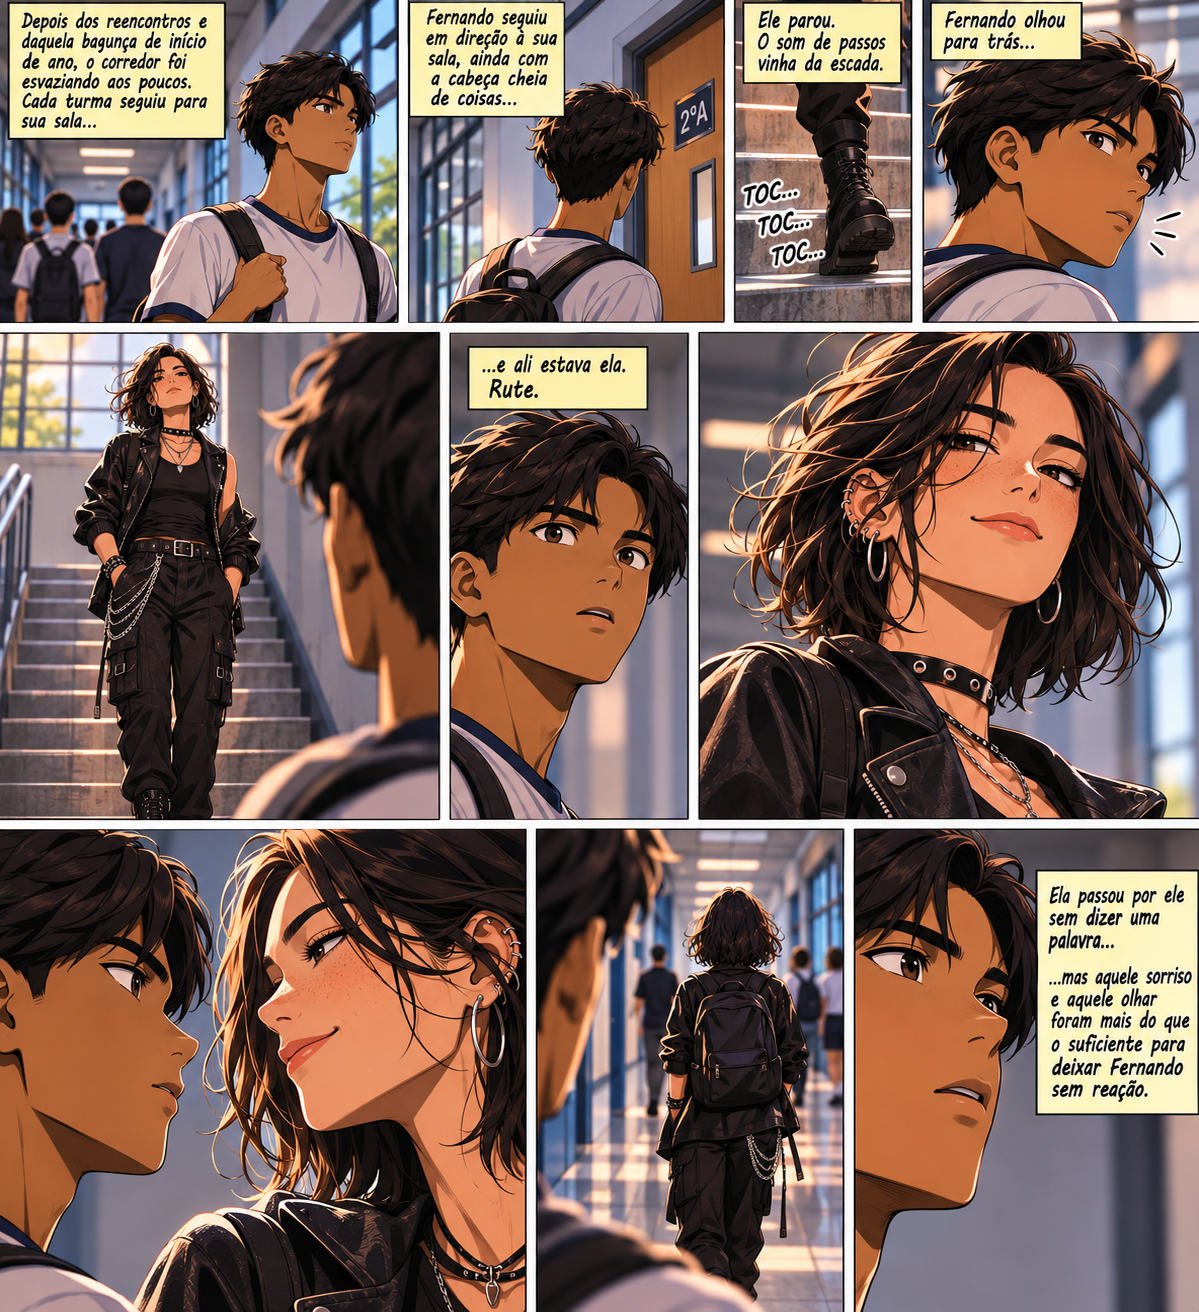 Depois dos reencontros e
daquela bagunça de início
de ano, o corredor foi
esvaziando aos poucos.
Cada turma seguiu para
sua sala...
Fernando seguiu
em direção à sua
sala, ainda com
a cabeça cheia
de coisas...
2ºA
Ele parou.
O som de passos
vinha da escada.
TOC...
TOC...
TOC...
Fernando olhou
para trás...
...e ali estava ela.
Rute.
Ela passou por ele
sem dizer uma
palavra...
...mas aquele sorriso
e aquele olhar
foram mais do que
o suficiente para
deixar Fernando
sem reação.